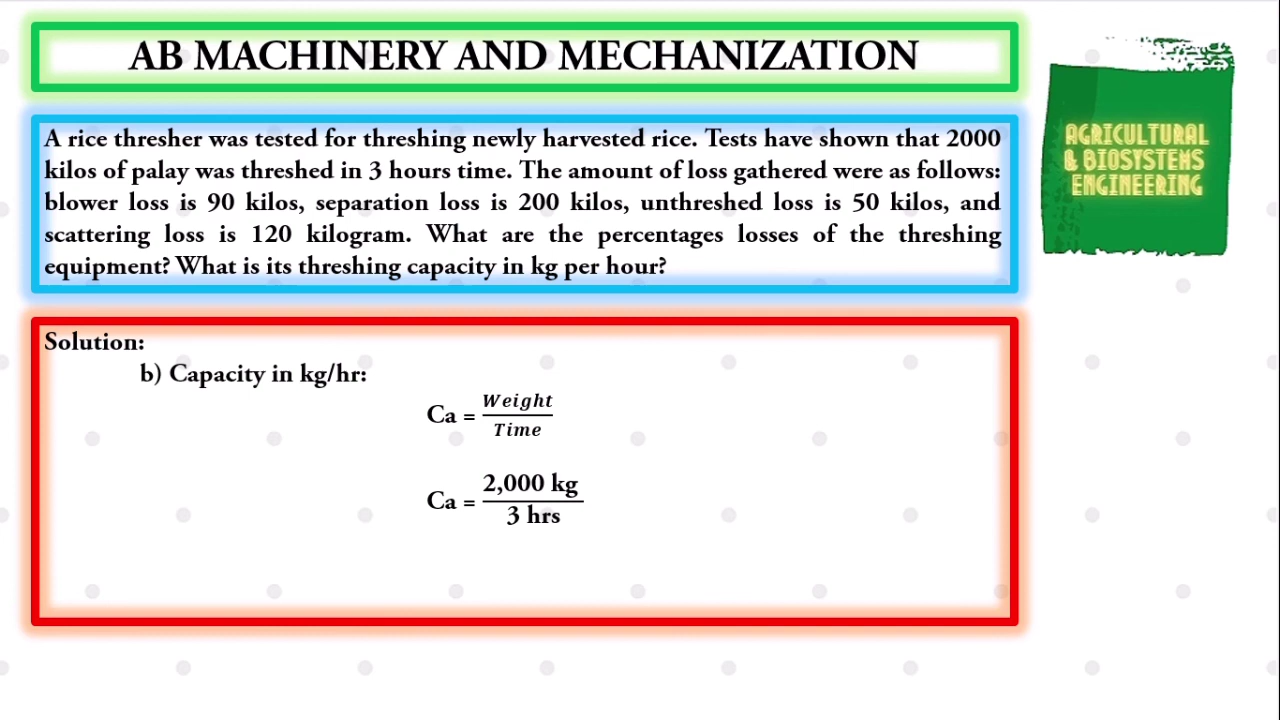 AB MACHINERY AND MECHANIZATION
AGRICULTURAL
& BIOSYSTEMS
ENGINEERING
A rice thresher was tested for threshing newly harvested rice. Tests have shown that 2000
kilos of palay was threshed in 3 hours time. The amount of loss gathered were as follows:
blower loss is 90 kilos, separation loss is 200 kilos, unthreshed loss is 50 kilos, and
scattering loss is 120 kilogram. What are the percentages losses of the threshing
equipment? What is its threshing capacity in kg per hour?
Solution:
b) Capacity in kg/hr:
Ca = Weight / Time
Ca = 2,000 kg / 3 hrs